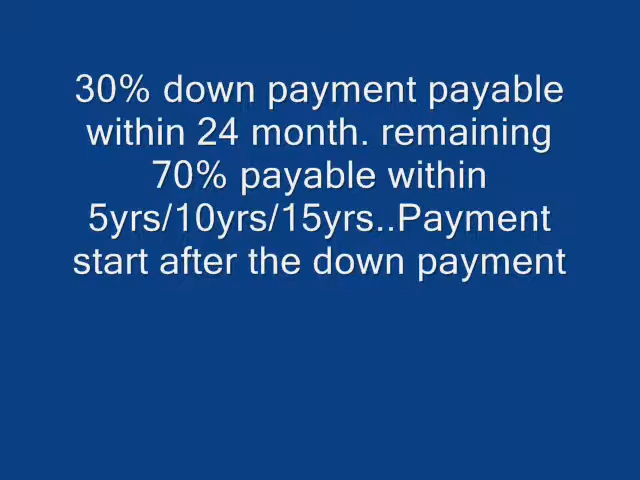 30% down payment payable
within 24 month. remaining
70% payable within
5yrs/10yrs/15yrs..Payment
start after the down payment